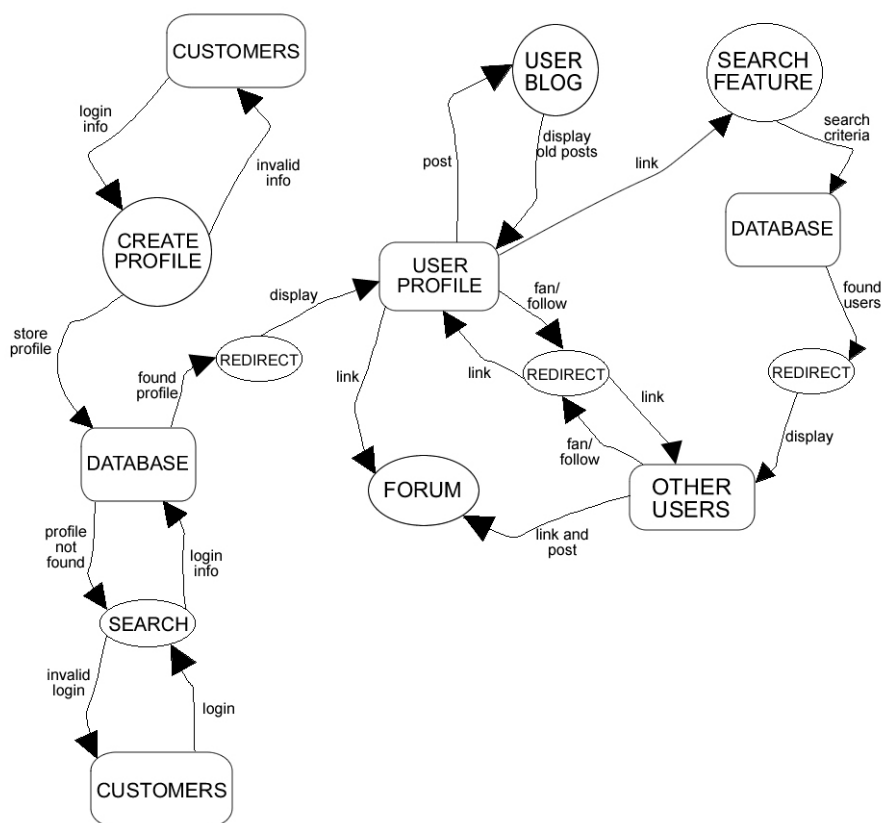 CUSTOMERS
login
info
invalid
info
CREATE
PROFILE
store
profile
DATABASE
found
profile
REDIRECT
display
profile
not
found
login
info
SEARCH
invalid
login
login
CUSTOMERS
USER
BLOG
post
display
old posts
USER
PROFILE
link
fan/
follow
link
REDIRECT
link
fan/
follow
link
FORUM
link and
post
OTHER
USERS
SEARCH
FEATURE
search
criteria
DATABASE
found
users
REDIRECT
display